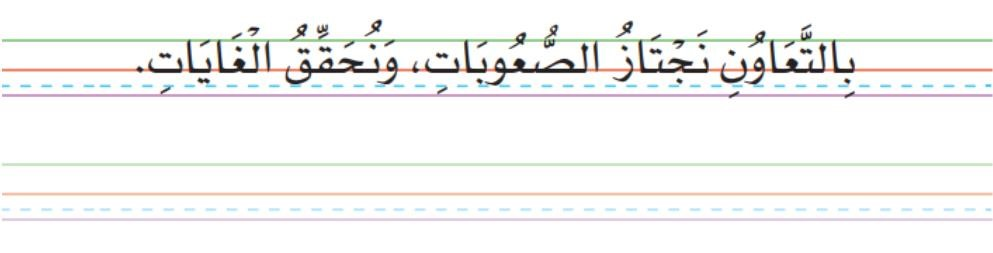 بِالتَّعَاوُنِ نَجْتَازُ الصُّعُوبَاتِ، وَنُحَقِّقُ الْغَايَاتِ.